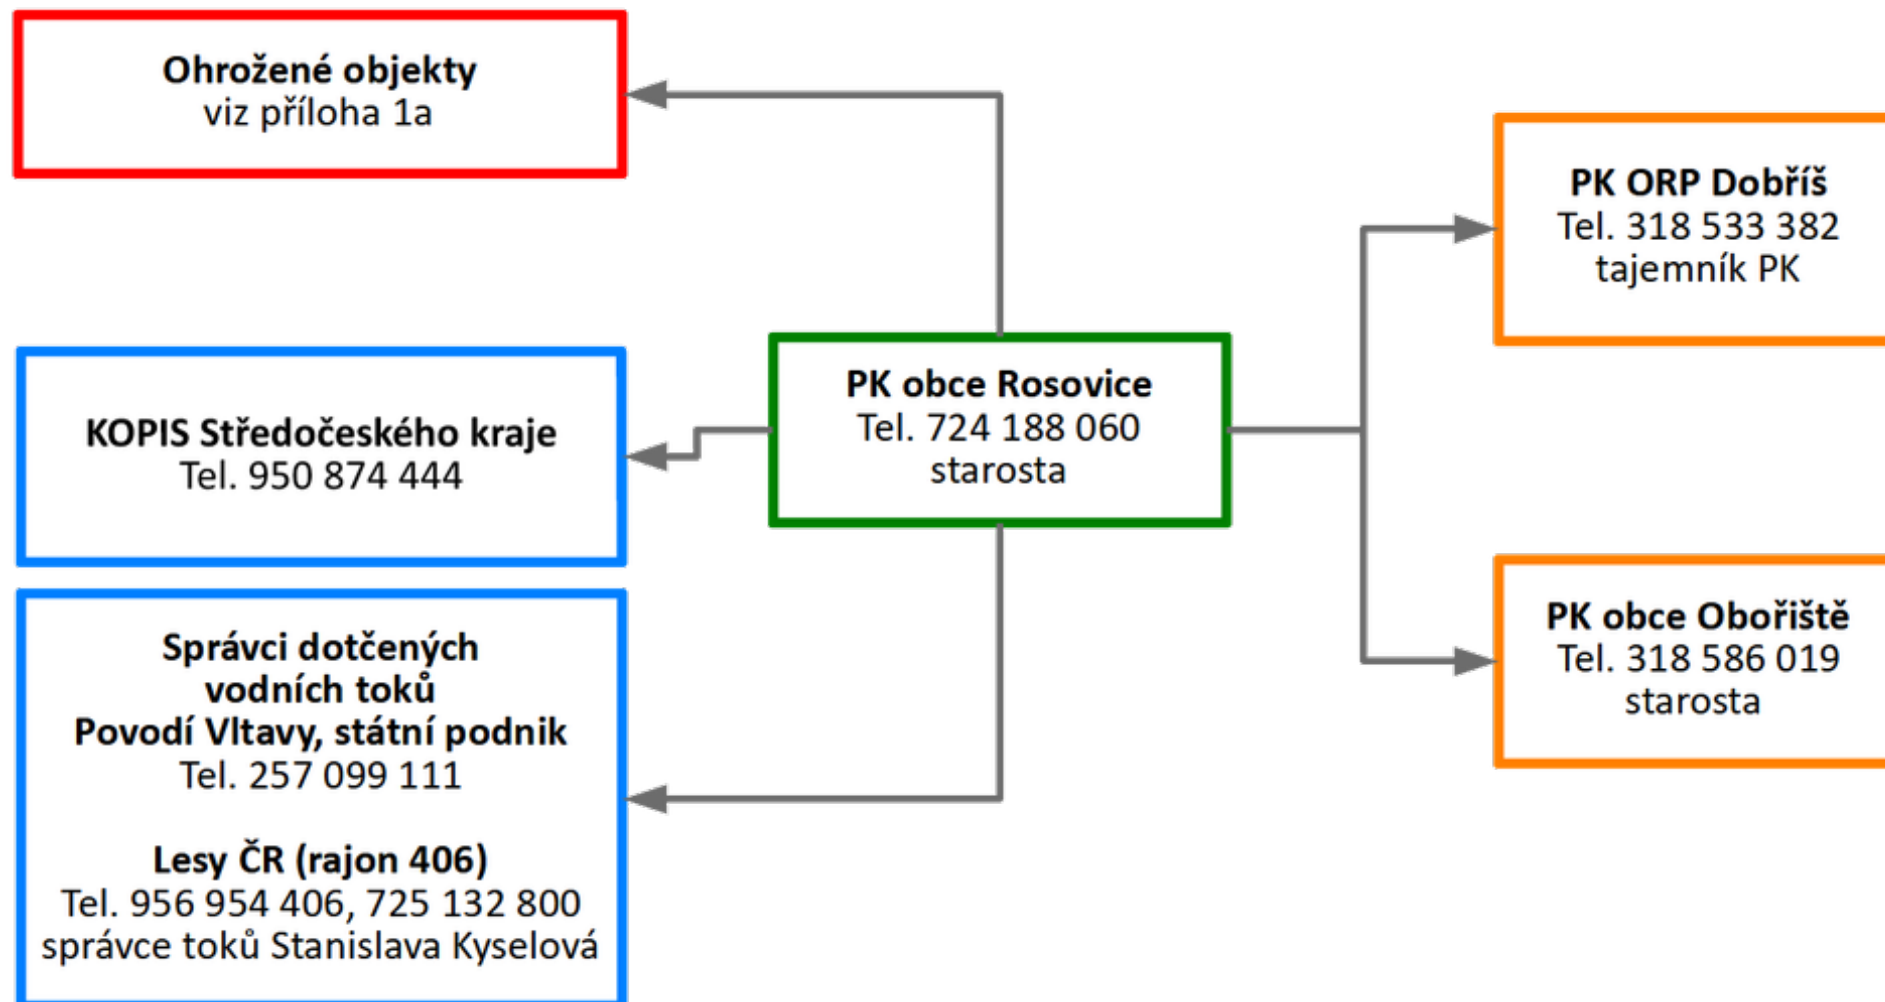 Ohrožené objekty
viz příloha 1a
KOPIS Středočeského kraje
Tel. 950 874 444
Správci dotčených
vodních toků
Povodí Vltavy, státní podnik
Tel. 257 099 111
Lesy ČR (rajon 406)
Tel. 956 954 406, 725 132 800
správce toků Stanislava Kyselová
PK obce Rosovice
Tel. 724 188 060
starosta
PK ORP Dobříš
Tel. 318 533 382
tajemník PK
PK obce Obořiště
Tel. 318 586 019
starosta